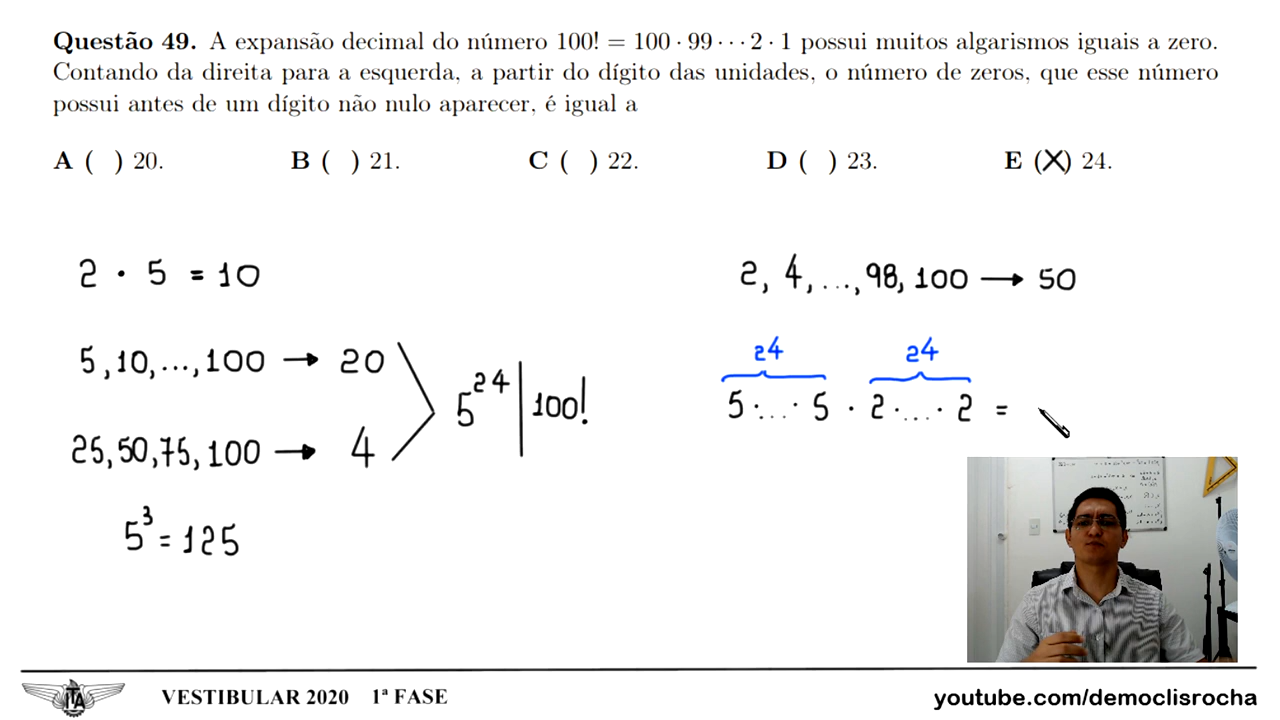 Questão 49. A expansão decimal do número 100! = 100 · 99 · · · 2 · 1 possui muitos algarismos iguais a zero.
Contando da direita para a esquerda, a partir do dígito das unidades, o número de zeros, que esse número
possui antes de um dígito não nulo aparecer, é igual a
A ( ) 20. B ( ) 21. C ( ) 22. D ( ) 23. E (X) 24.
2 · 5 = 10
5, 10, ..., 100 → 20
25, 50, 75, 100 → 4
5^24 | 100!
5^3 = 125
2, 4, ..., 98, 100 → 50
24 24
5 · ... · 5 · 2 · ... · 2 =
ITA
VESTIBULAR 2020 1ª FASE
youtube.com/democlisrocha